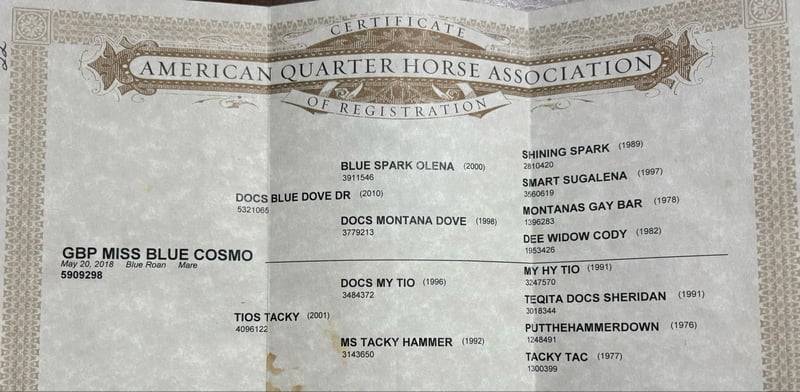 CERTIFICATE
AMERICAN QUARTER HORSE ASSOCIATION
OF REGISTRATION
SHINING SPARK (1989)
2810420
BLUE SPARK OLENA (2000)
3911546
SMART SUGALENA (1997)
3560619
DOCS BLUE DOVE DR (2010)
5321065
MONTANAS GAY BAR (1978)
1396283
DOCS MONTANA DOVE (1998)
3779213
DEE WIDOW CODY (1982)
1953426
GBP MISS BLUE COSMO
May 20, 2018 Blue Roan Mare
5909298
MY HY TIO (1991)
3247570
DOCS MY TIO (1996)
3484372
TEQITA DOCS SHERIDAN (1991)
3018344
TIOS TACKY (2001)
4096122
PUTTHEHAMMERDOWN (1976)
1248491
MS TACKY HAMMER (1992)
3143650
TACKY TAC (1977)
1300399